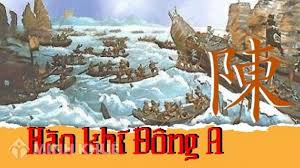 陳
Hào khí Đông A